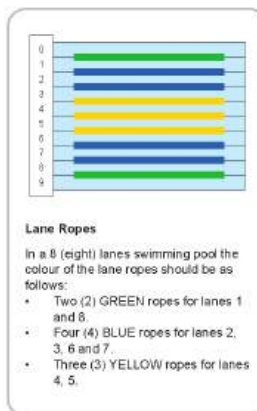 0
1
2
3
4
5
6
7
8
9
Lane Ropes
In a 8 (eight) lanes swimming pool the
colour of the lane ropes should be as
follows:
• Two (2) GREEN ropes for lanes 1
and 8.
• Four (4) BLUE ropes for lanes 2,
3, 6 and 7.
• Three (3) YELLOW ropes for lanes
4, 5.